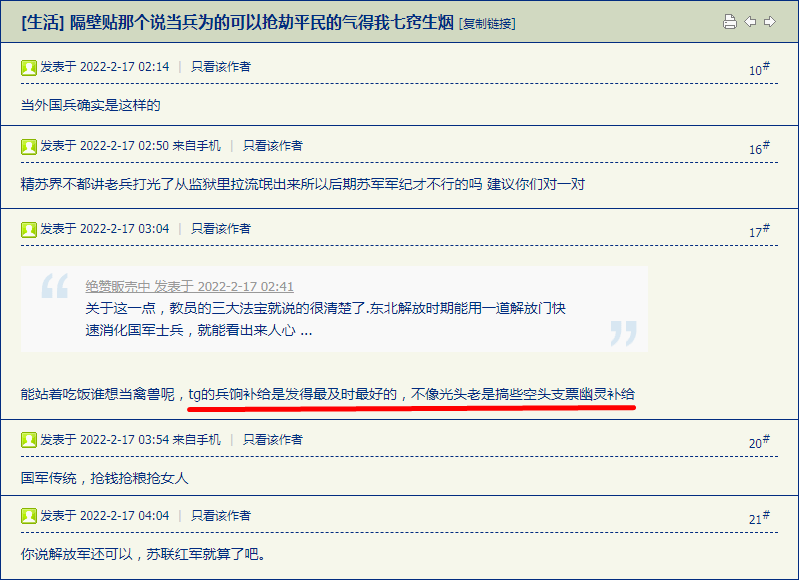 [生活] 隔壁贴那个说当兵为的可以抢劫平民的气得我七窍生烟 [复制链接]
发表于 2022-2-17 02:14 | 只看该作者 10#
当外国兵确实是这样的
发表于 2022-2-17 02:50 来自手机 | 只看该作者 16#
精苏界不都讲老兵打光了从监狱里拉流氓出来所以后期苏军军纪才不行的吗 建议你们对一对
发表于 2022-2-17 03:04 | 只看该作者 17#
绝赞贩売中 发表于 2022-2-17 02:41
关于这一点，教员的三大法宝就说的很清楚了.东北解放时期能用一道解放门快
速消化国军士兵，就能看出来人心 ...
能站着吃饭谁想当禽兽呢，tg的兵饷补给是发得最及时最好的，不像光头老是搞些空头支票幽灵补给
发表于 2022-2-17 03:54 来自手机 | 只看该作者 20#
国军传统，抢钱抢粮抢女人
发表于 2022-2-17 04:04 | 只看该作者 21#
你说解放军还可以，苏联红军就算了吧。